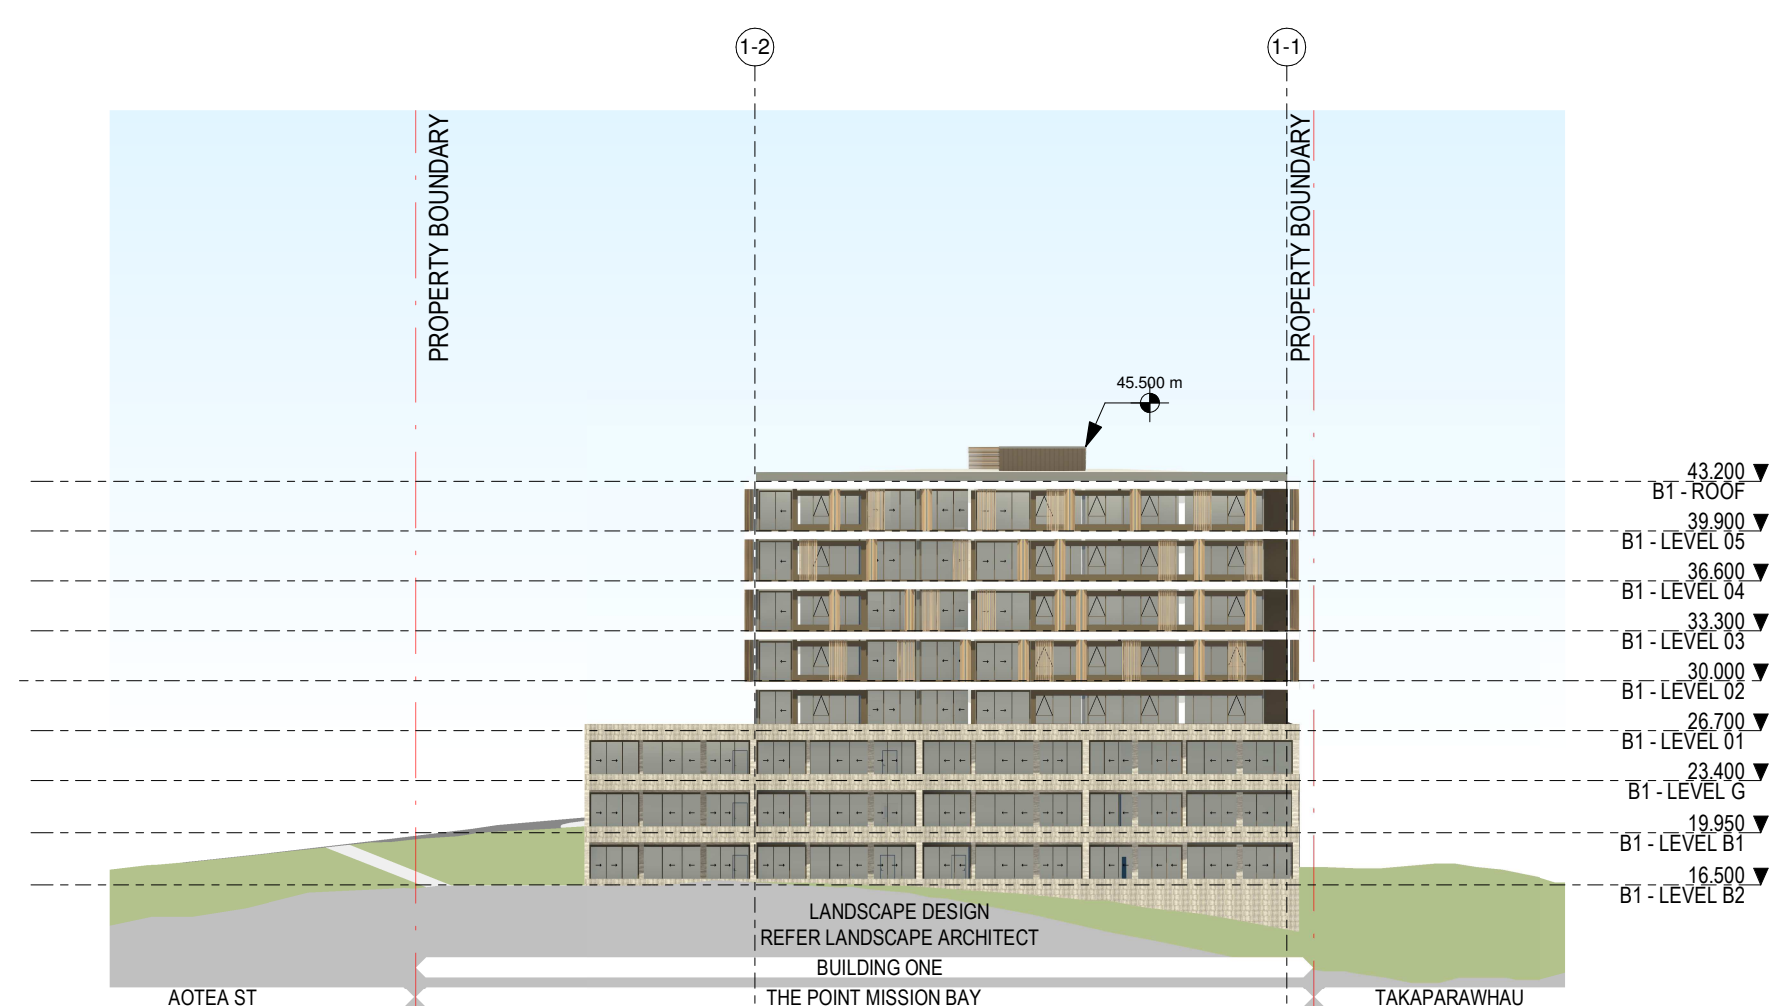 1-2
1-1
PROPERTY BOUNDARY
PROPERTY BOUNDARY
45.500 m
43.200
B1 - ROOF
39.900
B1 - LEVEL 05
36.600
B1 - LEVEL 04
33.300
B1 - LEVEL 03
30.000
B1 - LEVEL 02
26.700
B1 - LEVEL 01
23.400
B1 - LEVEL G
19.950
B1 - LEVEL B1
16.500
B1 - LEVEL B2
LANDSCAPE DESIGN
REFER LANDSCAPE ARCHITECT
BUILDING ONE
AOTEA ST
THE POINT MISSION BAY
TAKAPARAWHAU